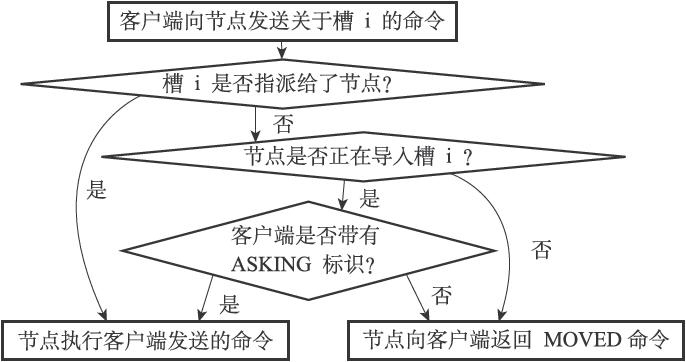 客户端向节点发送关于槽 i 的命令
槽 i 是否指派给了节点?
否
节点是否正在导入槽 i ?
是
是
客户端是否带有
ASKING 标识?
否
是
否
节点执行客户端发送的命令
节点向客户端返回 MOVED 命令